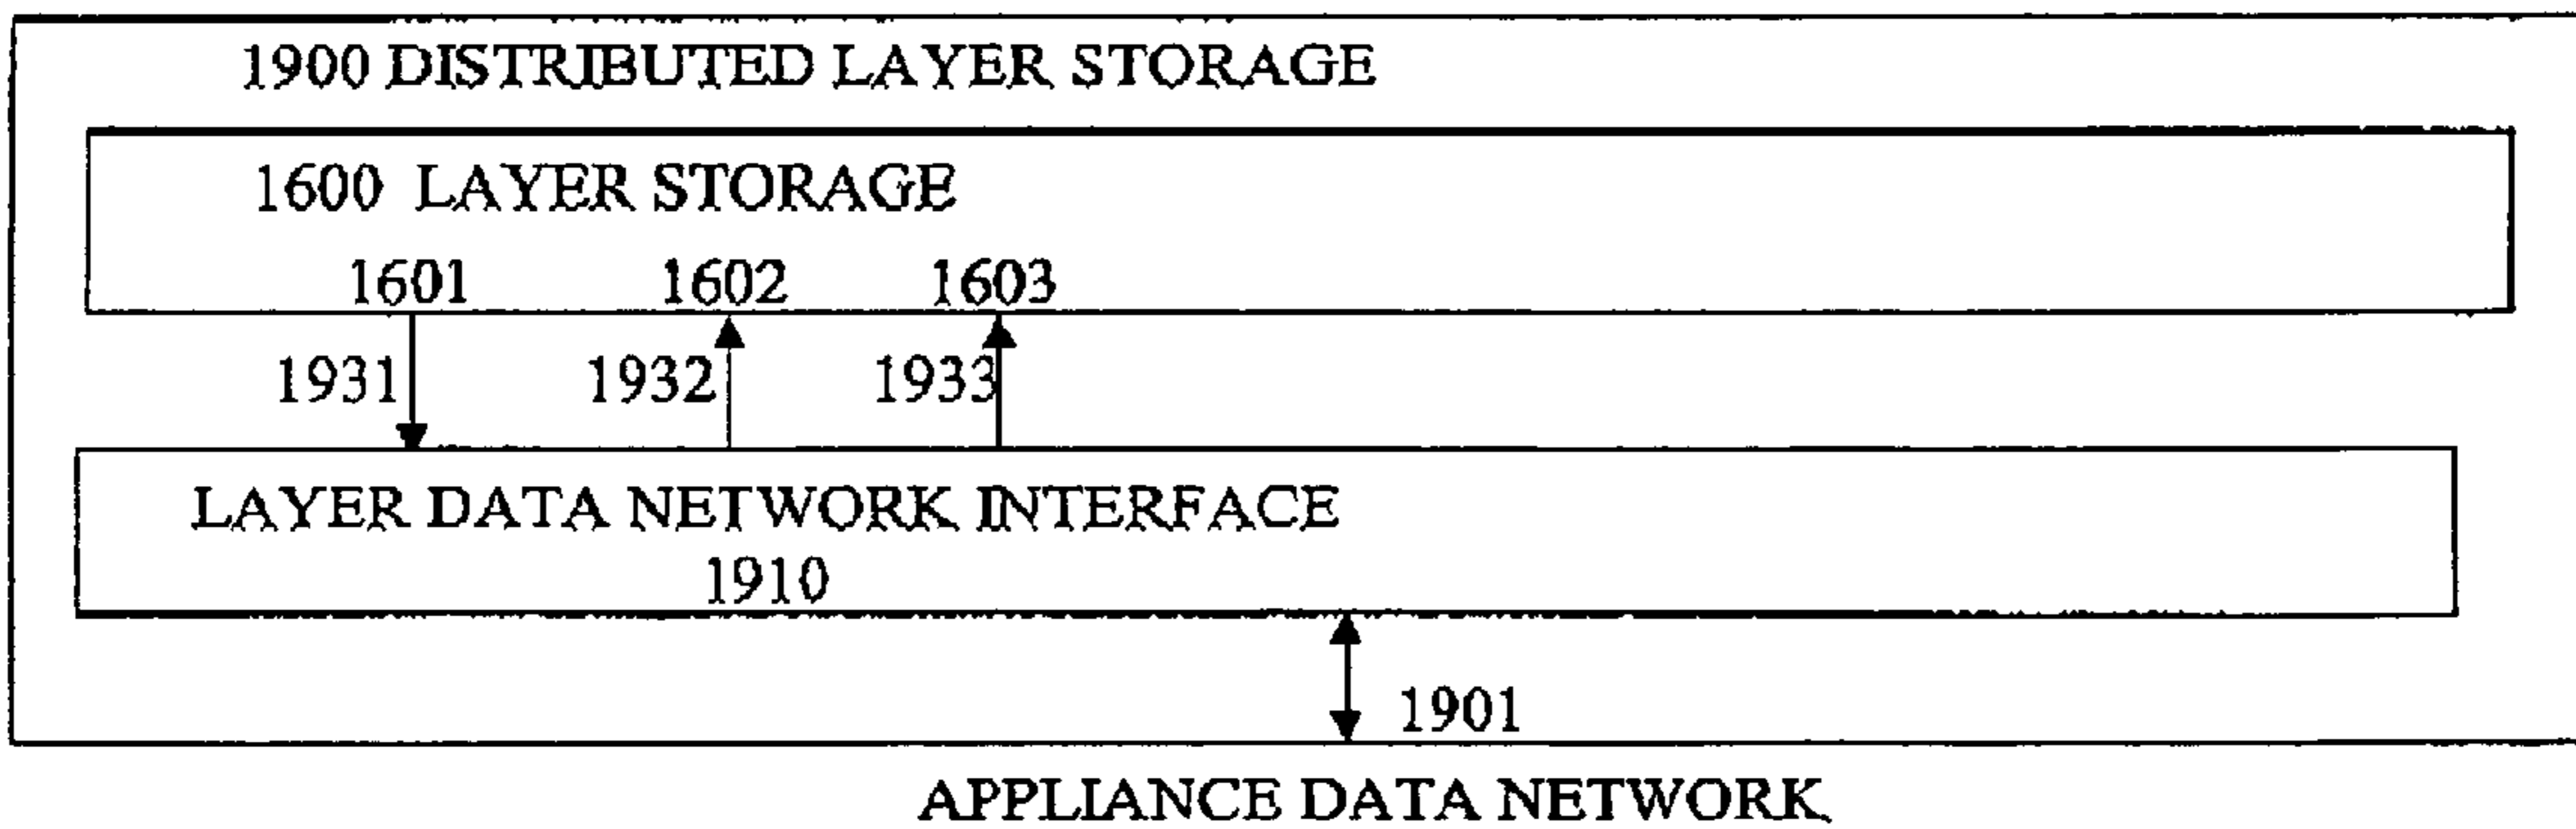 1900 DISTRIBUTED LAYER STORAGE
1600 LAYER STORAGE
1601 1602 1603
1931 1932 1933
LAYER DATA NETWORK INTERFACE
1910
1901
APPLIANCE DATA NETWORK